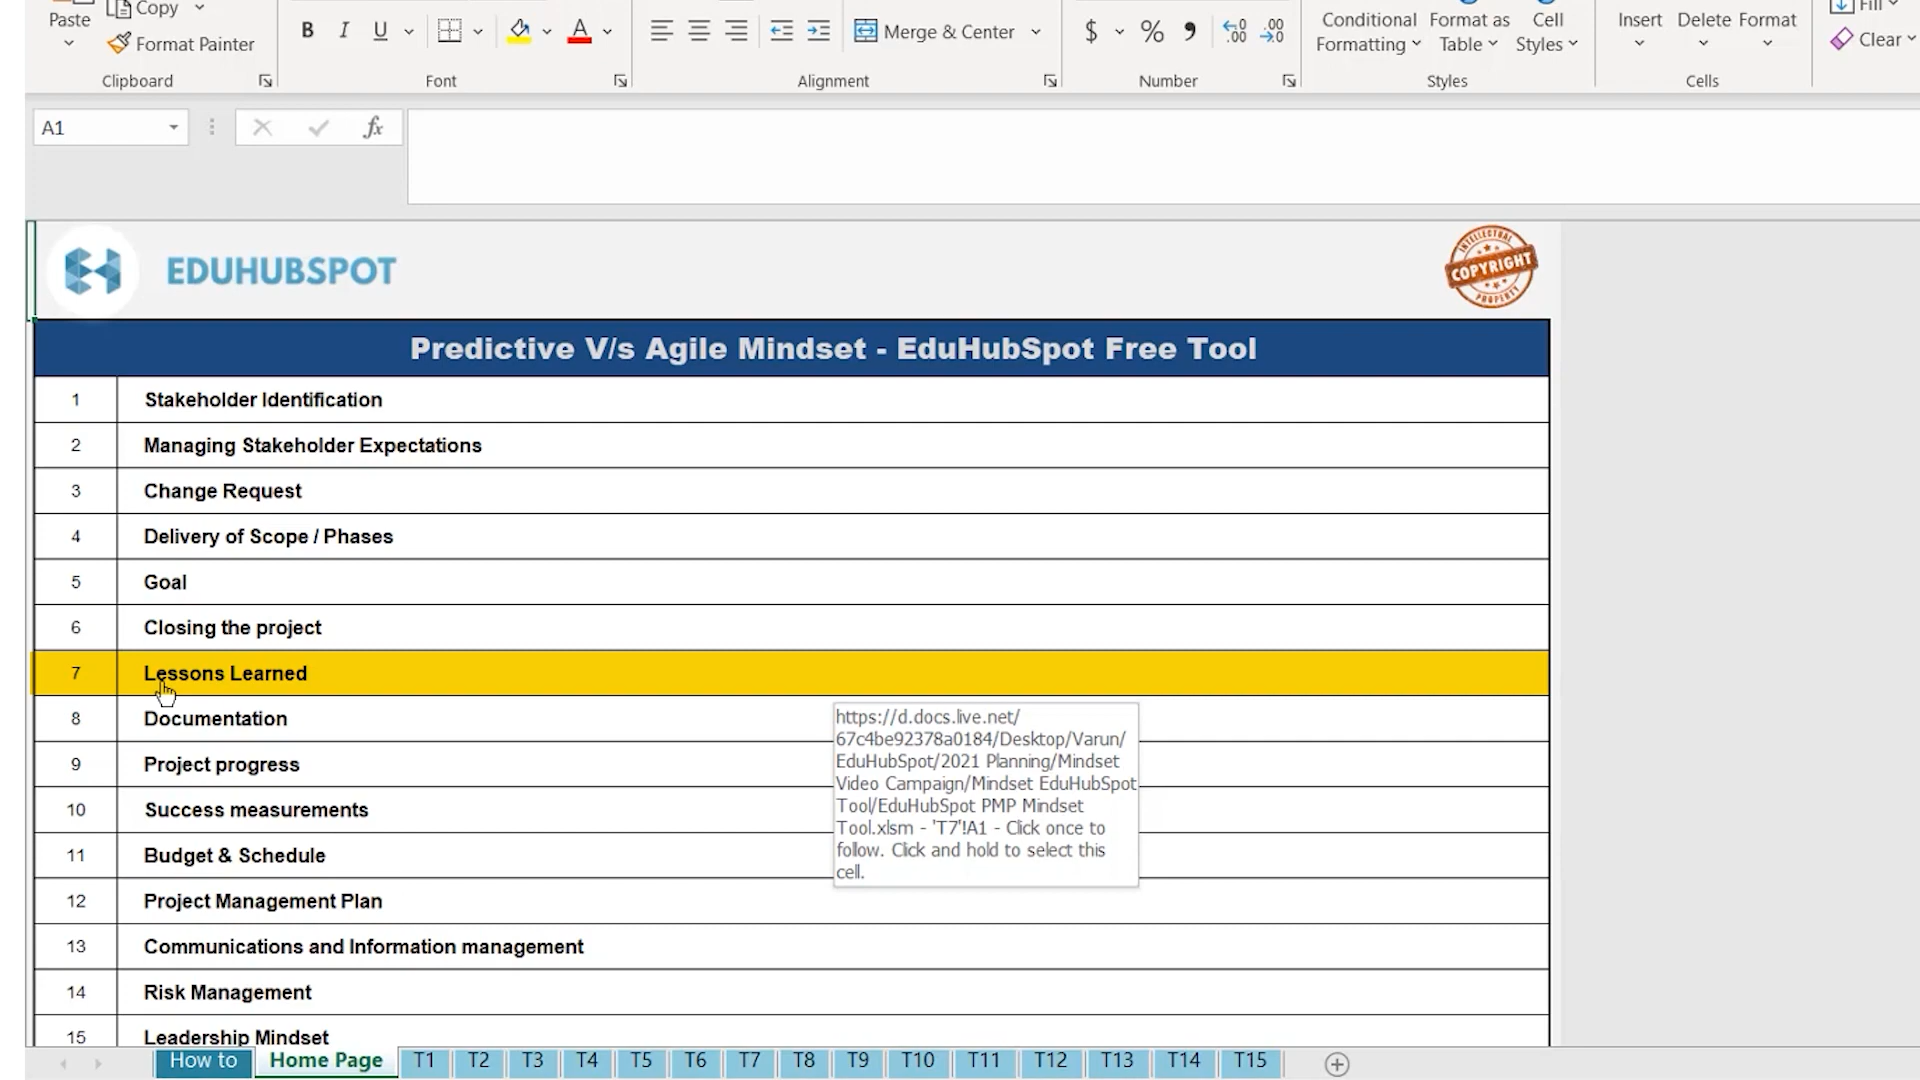 Paste
Copy
Format Painter
Clipboard
B I U
A
Font
Merge & Center
Alignment
$ % 9
.00
.00
Number
Conditional Formatting
Format as Table
Cell Styles
Styles
Insert
Delete
Format
Cells
Fill
Clear
A1
fx
EDUHUBSPOT
INTELLECTUAL
COPYRIGHT
PROPERTY
Predictive V/s Agile Mindset - EduHubSpot Free Tool
1 Stakeholder Identification
2 Managing Stakeholder Expectations
3 Change Request
4 Delivery of Scope / Phases
5 Goal
6 Closing the project
7 Lessons Learned
8 Documentation
9 Project progress
10 Success measurements
11 Budget & Schedule
12 Project Management Plan
13 Communications and Information management
14 Risk Management
15 Leadership Mindset
https://d.docs.live.net/
67c4be92378a0184/Desktop/Varun/
EduHubSpot/2021 Planning/Mindset
Video Campaign/Mindset EduHubSpot
Tool/EduHubSpot PMP Mindset
Tool.xlsm - 'T7'!A1 - Click once to
follow. Click and hold to select this
cell.
How to Home Page T1 T2 T3 T4 T5 T6 T7 T8 T9 T10 T11 T12 T13 T14 T15